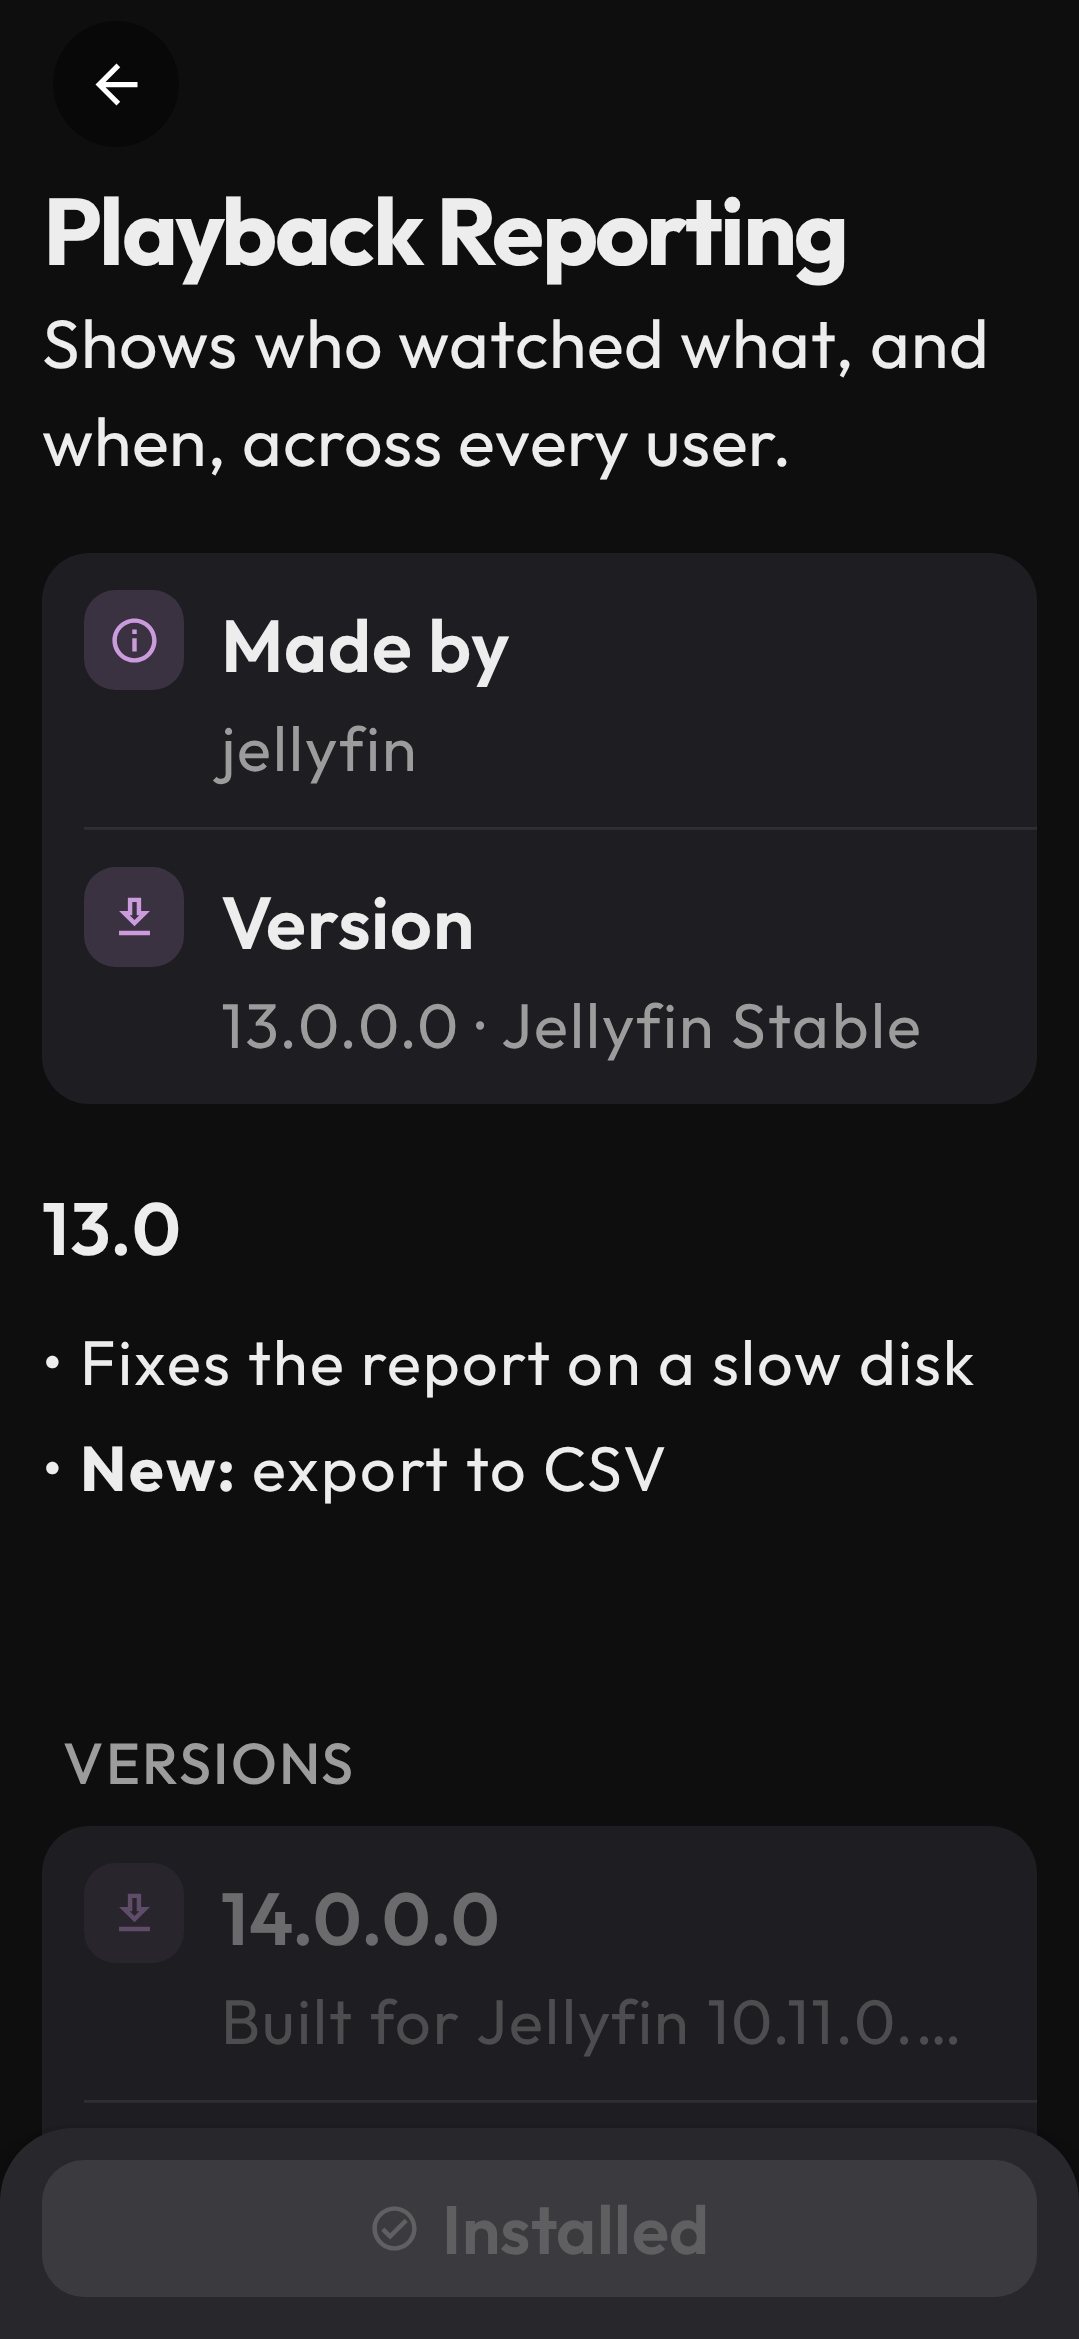 Playback Reporting
Shows who watched what, and
when, across every user.
Made by
jellyfin
Version
13.0.0.0 · Jellyfin Stable
13.0
• Fixes the report on a slow disk
• New: export to CSV
VERSIONS
14.0.0.0
Built for Jellyfin 10.11.0.…
Installed